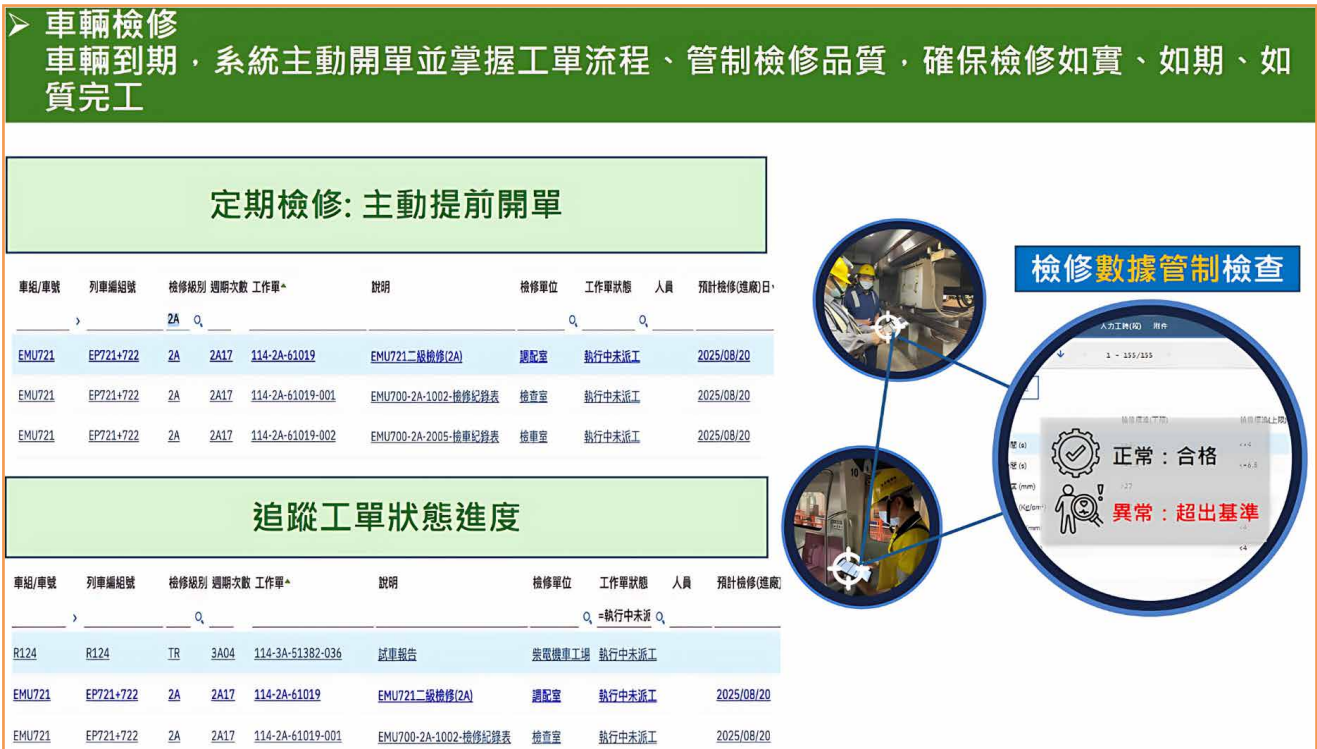 ➢ 車輛檢修
車輛到期，系統主動開單並掌握工單流程、管制檢修品質，確保檢修如實、如期、如
質完工
定期檢修: 主動提前開單
車組/車號 列車編組號 檢修級別 週期次數 工作單 說明 檢修單位 工作單狀態 人員 預計檢修(進廠)日
2A
EMU721 EP721+722 2A 2A17 114-2A-61019 EMU721二級檢修(2A) 調配室 執行中未派工 2025/08/20
EMU721 EP721+722 2A 2A17 114-2A-61019-001 EMU700-2A-1002-檢修紀錄表 檢查室 執行中未派工 2025/08/20
EMU721 EP721+722 2A 2A17 114-2A-61019-002 EMU700-2A-2005-檢車紀錄表 檢車室 執行中未派工 2025/08/20
追蹤工單狀態進度
車組/車號 列車編組號 檢修級別 週期次數 工作單 說明 檢修單位 工作單狀態 人員 預計檢修(進廠)
=執行中未派
R124 R124 TR 3A04 114-3A-51382-036 試車報告 柴電機車工場 執行中未派工
EMU721 EP721+722 2A 2A17 114-2A-61019 EMU721二級檢修(2A) 調配室 執行中未派工 2025/08/20
EMU721 EP721+722 2A 2A17 114-2A-61019-001 EMU700-2A-1002-檢修紀錄表 檢查室 執行中未派工 2025/08/20
檢修數據管制檢查
附件
1 - 155/155
正常：合格
異常：超出基準